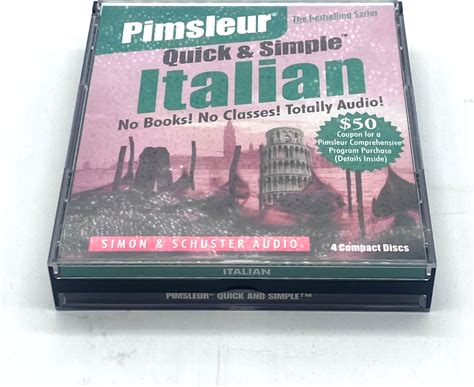 Pimsleur®
The Bestselling Series
Quick & Simple™
Italian
No Books! No Classes! Totally Audio!
$50
Coupon for a
Pimsleur Comprehensive®
Program Purchase
(Details Inside)
SIMON & SCHUSTER AUDIO
4 Compact Discs
ITALIAN
PIMSLEUR® QUICK AND SIMPLE™